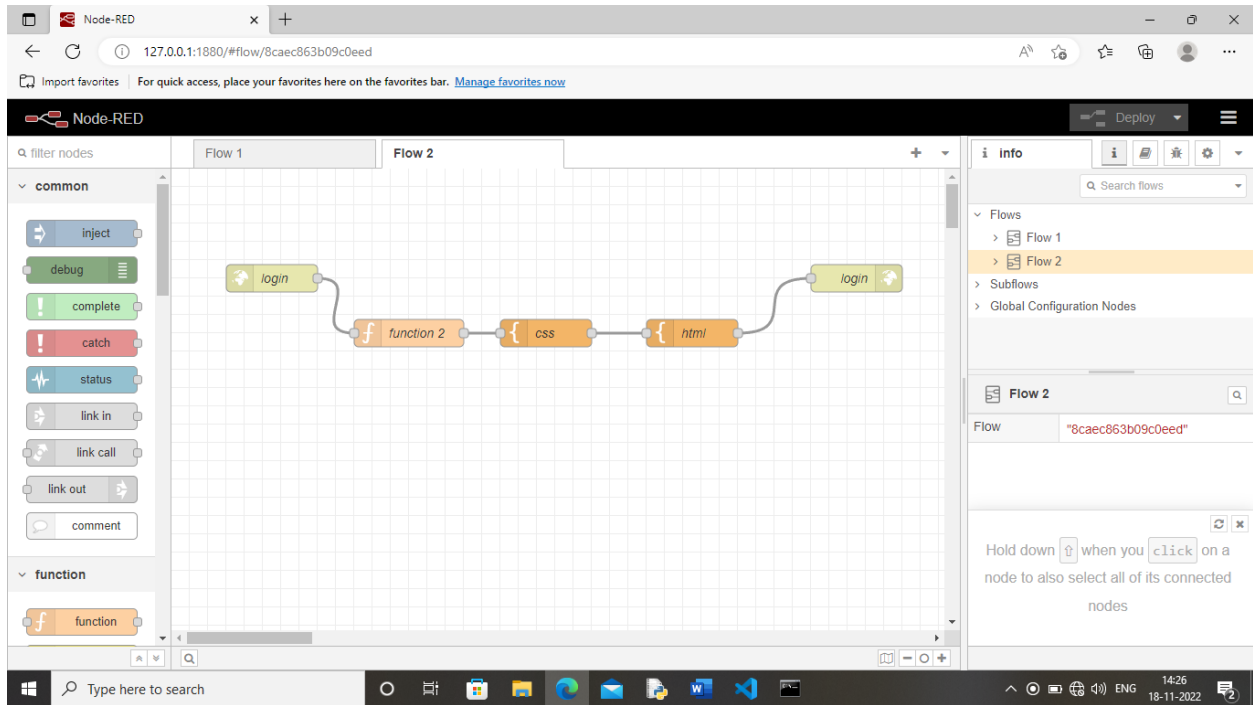 Node-RED
127.0.0.1:1880/#flow/8caec863b09c0eed
Import favorites For quick access, place your favorites here on the favorites bar. Manage favorites now
Node-RED
Deploy
filter nodes
Flow 1
Flow 2
i info
i
common
Search flows
Flows
Flow 1
Flow 2
Subflows
Global Configuration Nodes
inject
debug
complete
catch
status
link in
link call
link out
comment
function
function
login
function 2
css
html
login
Flow 2
Flow "8caec863b09c0eed"
Hold down ⇧ when you click on a
node to also select all of its connected
nodes
Type here to search
ENG
14:26
18-11-2022
2